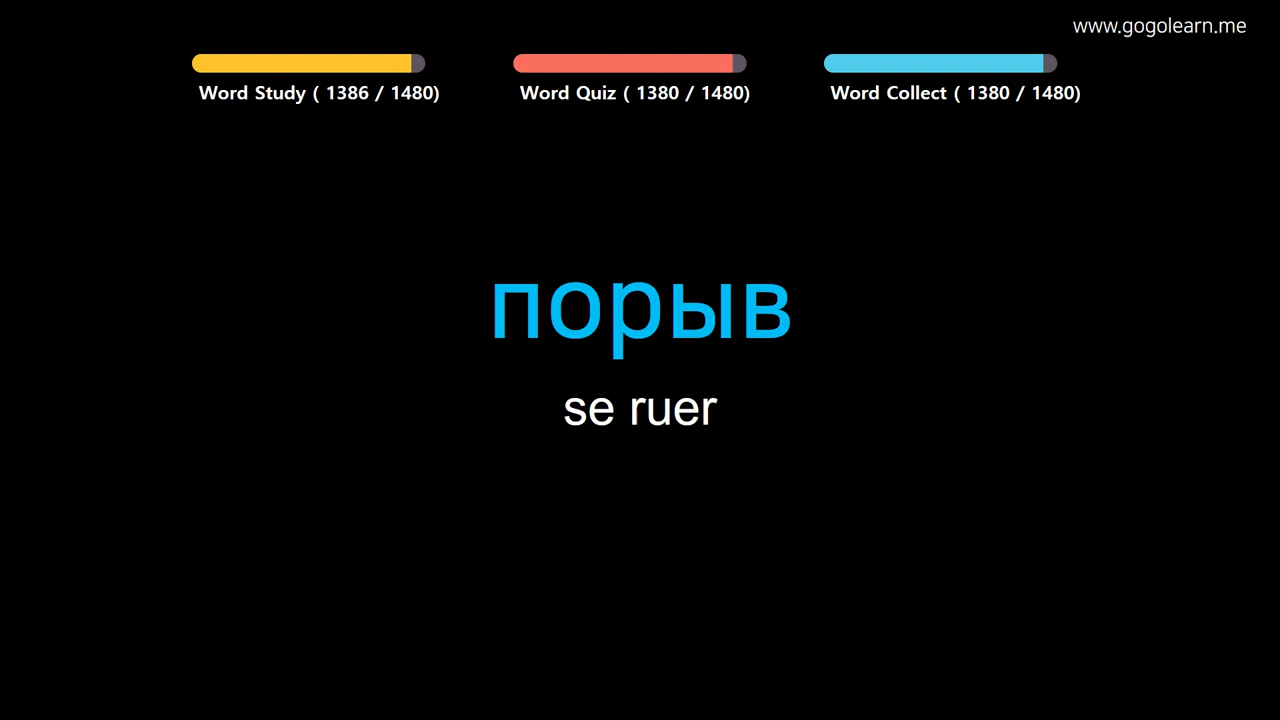 www.gogolearn.me
Word Study ( 1386 / 1480)
Word Quiz ( 1380 / 1480)
Word Collect ( 1380 / 1480)
порыв
se ruer